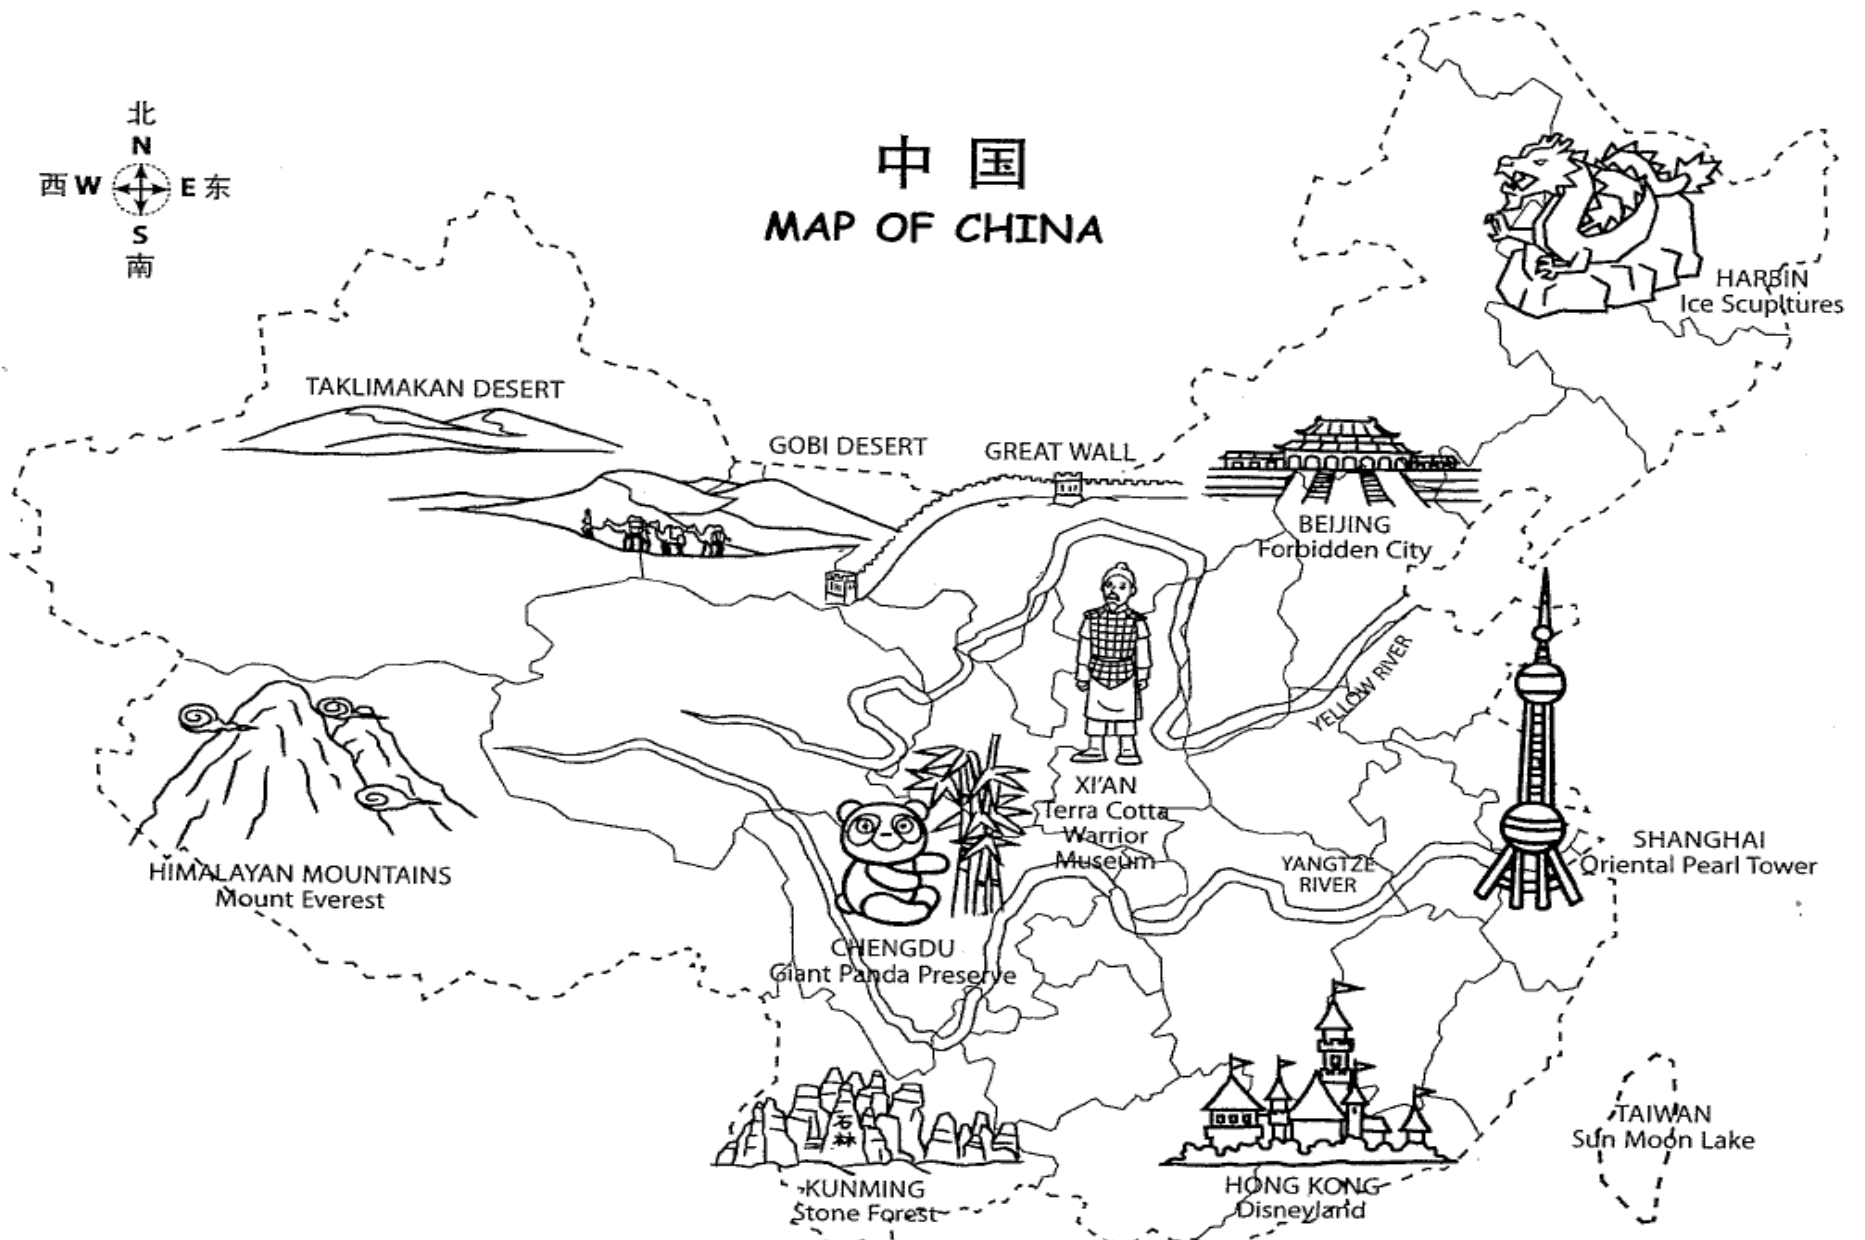 北
N
西 W E 东
S
南
中 国
MAP OF CHINA
HARBIN
Ice Scupltures
TAKLIMAKAN DESERT
GOBI DESERT
GREAT WALL
BEIJING
Forbidden City
YELLOW RIVER
XI'AN
Terra Cotta
Warrior
Museum
HIMALAYAN MOUNTAINS
Mount Everest
SHANGHAI
Oriental Pearl Tower
YANGTZE
RIVER
CHENGDU
Giant Panda Preserve
石
林
KUNMING
Stone Forest
HONG KONG
Disneyland
TAIWAN
Sun Moon Lake